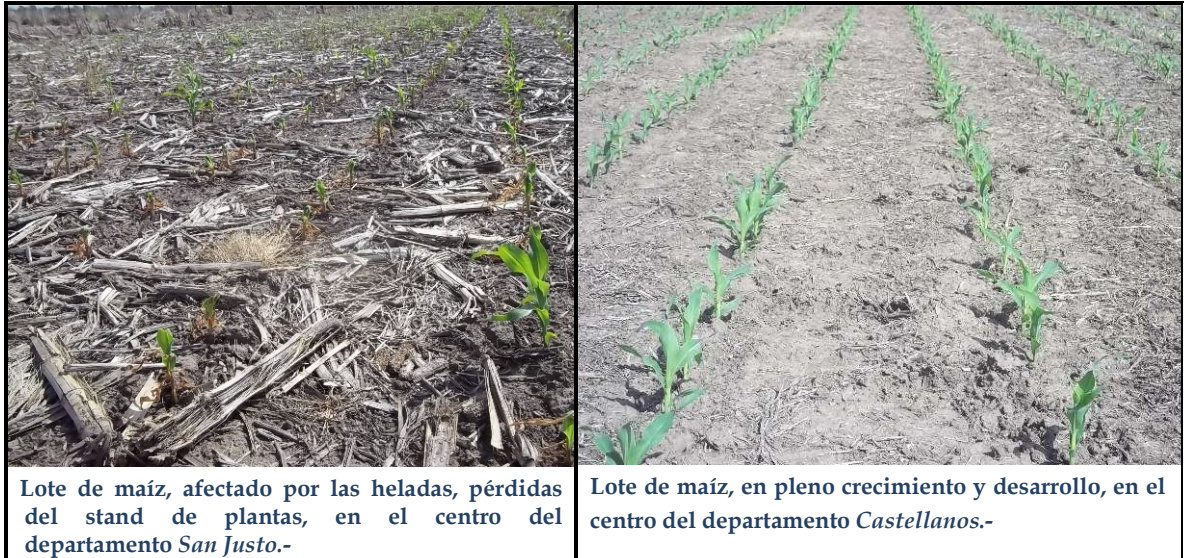 Lote de maíz, afectado por las heladas, pérdidas
del stand de plantas, en el centro del
departamento San Justo.-
Lote de maíz, en pleno crecimiento y desarrollo, en el
centro del departamento Castellanos.-